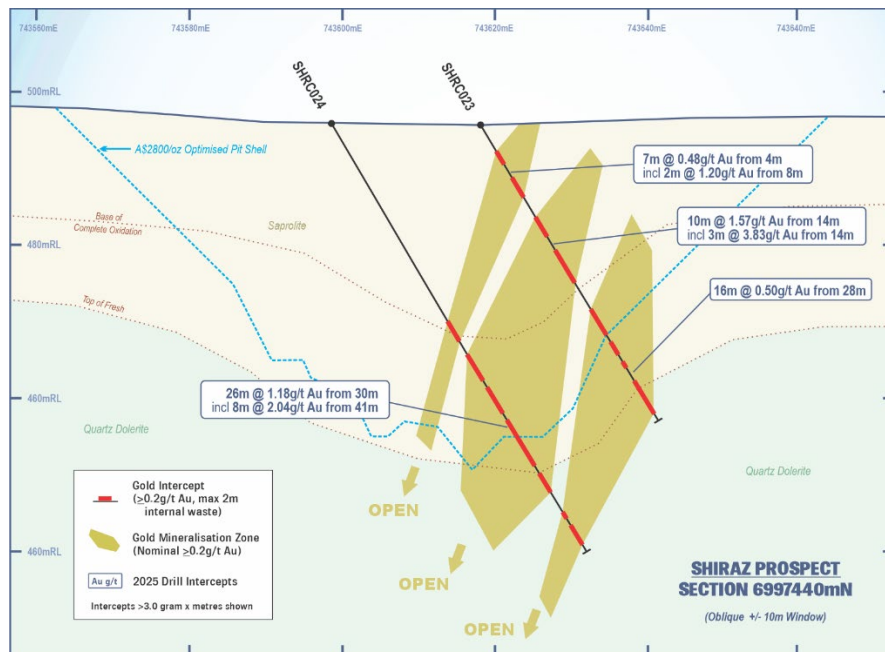 743560mE
743580mE
743600mE
743620mE
743640mE
743640mE
500mRL
480mRL
460mRL
460mRL
SHRC024
SHRC023
A$2800/oz Optimised Pit Shell
Base of
Complete Oxidation
Saprolite
Top of Fresh
7m @ 0.48g/t Au from 4m
incl 2m @ 1.20g/t Au from 8m
10m @ 1.57g/t Au from 14m
incl 3m @ 3.83g/t Au from 14m
16m @ 0.50g/t Au from 28m
26m @ 1.18g/t Au from 30m
incl 8m @ 2.04g/t Au from 41m
Quartz Dolerite
Quartz Dolerite
OPEN
OPEN
OPEN
Gold Intercept
(≥0.2g/t Au, max 2m
internal waste)
Gold Mineralisation Zone
(Nominal ≥0.2g/t Au)
Au g/t
2025 Drill Intercepts
Intercepts >3.0 gram x metres shown
SHIRAZ PROSPECT
SECTION 6997440mN
(Oblique +/- 10m Window)